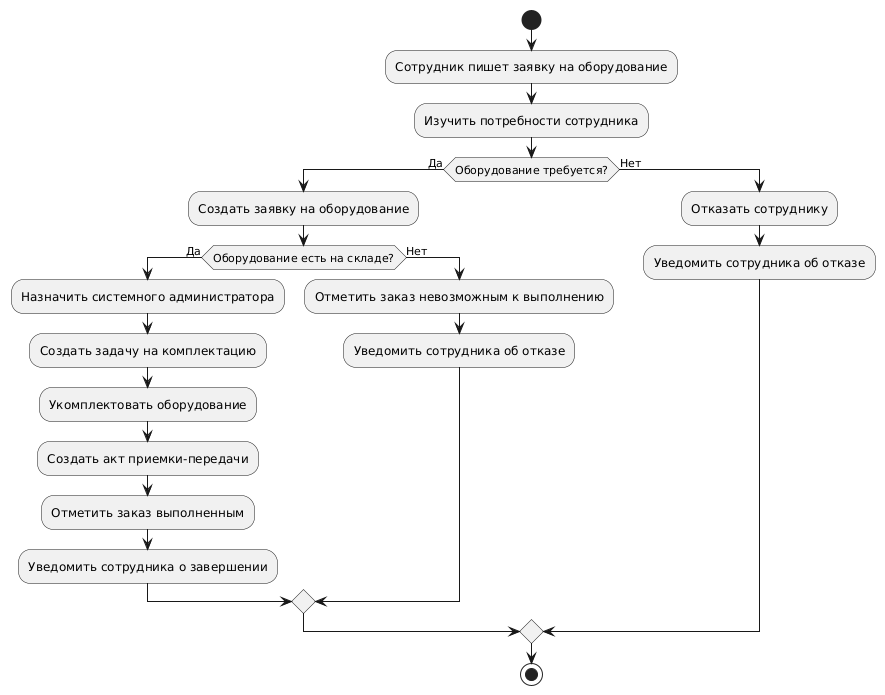 Сотрудник пишет заявку на оборудование
Изучить потребности сотрудника
Да
Оборудование требуется?
Нет
Создать заявку на оборудование
Отказать сотруднику
Да
Оборудование есть на складе?
Нет
Уведомить сотрудника об отказе
Назначить системного администратора
Отметить заказ невозможным к выполнению
Создать задачу на комплектацию
Уведомить сотрудника об отказе
Укомплектовать оборудование
Создать акт приемки-передачи
Отметить заказ выполненным
Уведомить сотрудника о завершении